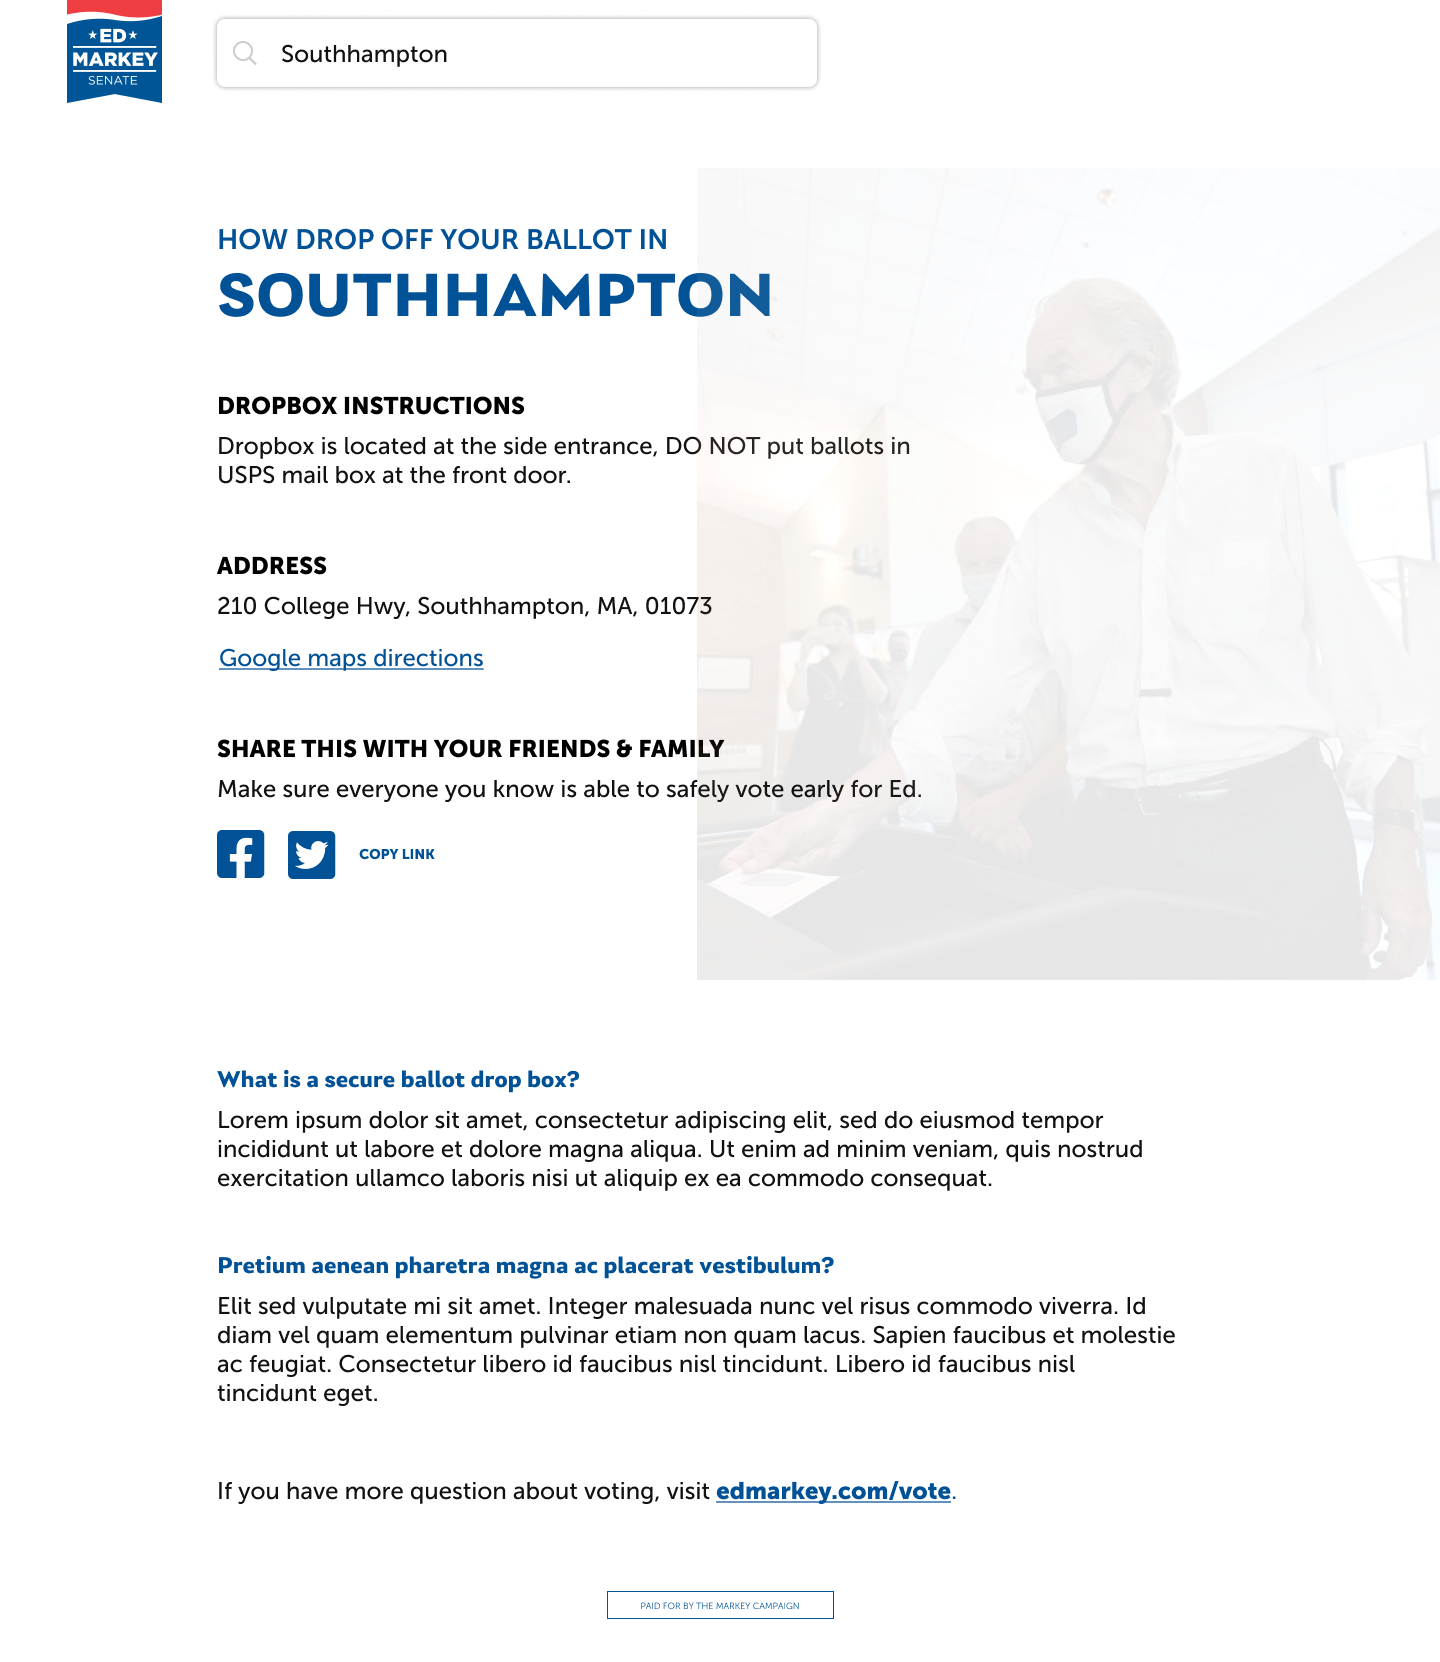 ED
MARKEY
SENATE
Southhampton
HOW DROP OFF YOUR BALLOT IN
SOUTHHAMPTON
DROPBOX INSTRUCTIONS
Dropbox is located at the side entrance, DO NOT put ballots in
USPS mail box at the front door.
ADDRESS
210 College Hwy, Southhampton, MA, 01073
Google maps directions
SHARE THIS WITH YOUR FRIENDS & FAMILY
Make sure everyone you know is able to safely vote early for Ed.
COPY LINK
What is a secure ballot drop box?
Lorem ipsum dolor sit amet, consectetur adipiscing elit, sed do eiusmod tempor
incididunt ut labore et dolore magna aliqua. Ut enim ad minim veniam, quis nostrud
exercitation ullamco laboris nisi ut aliquip ex ea commodo consequat.
Pretium aenean pharetra magna ac placerat vestibulum?
Elit sed vulputate mi sit amet. Integer malesuada nunc vel risus commodo viverra. Id
diam vel quam elementum pulvinar etiam non quam lacus. Sapien faucibus et molestie
ac feugiat. Consectetur libero id faucibus nisl tincidunt. Libero id faucibus nisl
tincidunt eget.
If you have more question about voting, visit edmarkey.com/vote.
PAID FOR BY THE MARKEY CAMPAIGN